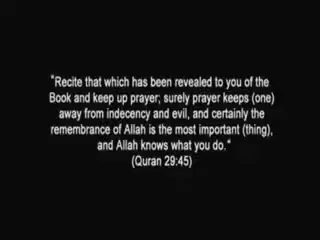 “Recite that which has been revealed to you of the
Book and keep up prayer; surely prayer keeps (one)
away from indecency and evil, and certainly the
remembrance of Allah is the most important (thing),
and Allah knows what you do.“
(Quran 29:45)